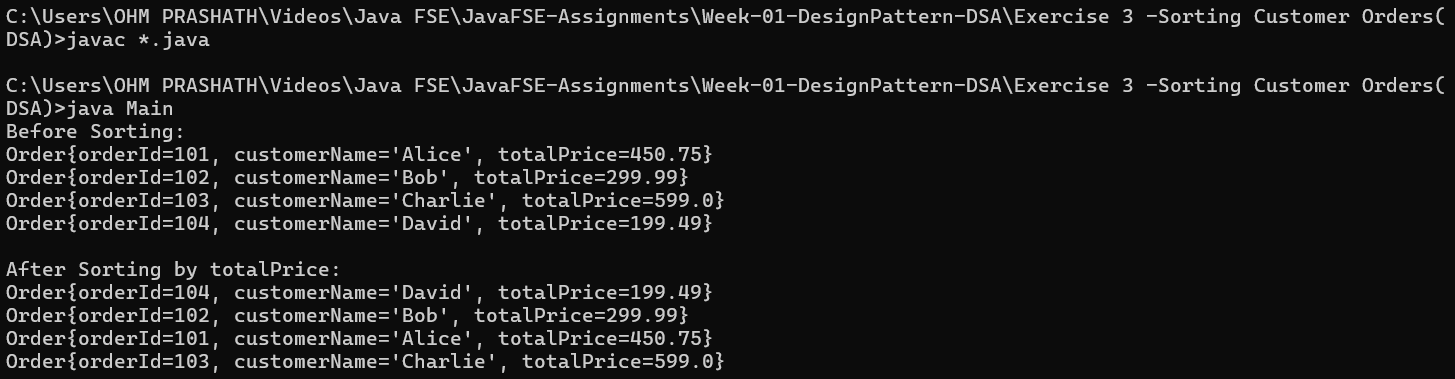 C:\Users\OHM PRASHATH\Videos\Java FSE\JavaFSE-Assignments\Week-01-DesignPattern-DSA\Exercise 3 -Sorting Customer Orders(
DSA)>javac *.java
C:\Users\OHM PRASHATH\Videos\Java FSE\JavaFSE-Assignments\Week-01-DesignPattern-DSA\Exercise 3 -Sorting Customer Orders(
DSA)>java Main
Before Sorting:
Order{orderId=101, customerName='Alice', totalPrice=450.75}
Order{orderId=102, customerName='Bob', totalPrice=299.99}
Order{orderId=103, customerName='Charlie', totalPrice=599.0}
Order{orderId=104, customerName='David', totalPrice=199.49}
After Sorting by totalPrice:
Order{orderId=104, customerName='David', totalPrice=199.49}
Order{orderId=102, customerName='Bob', totalPrice=299.99}
Order{orderId=101, customerName='Alice', totalPrice=450.75}
Order{orderId=103, customerName='Charlie', totalPrice=599.0}